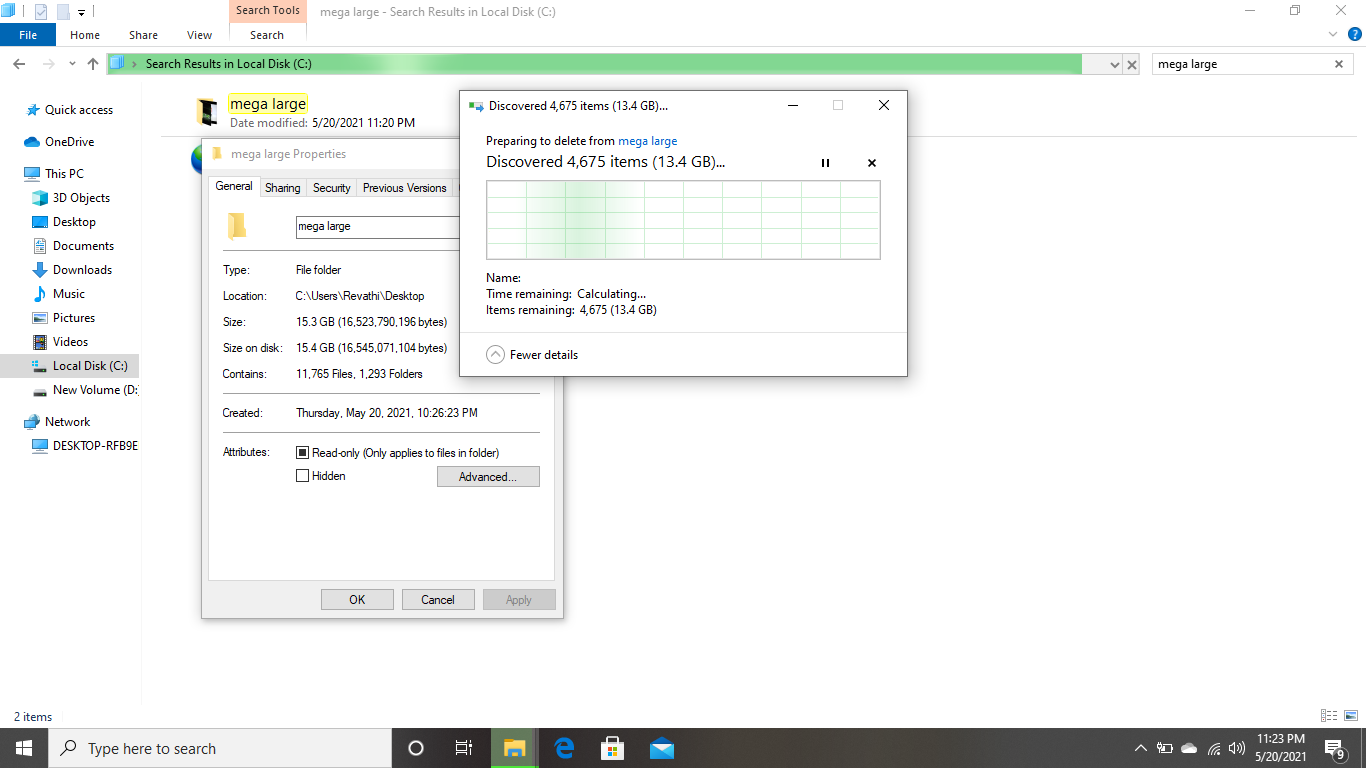 Search Tools
mega large - Search Results in Local Disk (C:)
File
Home
Share
View
Search
Search Results in Local Disk (C:)
mega large
Quick access
OneDrive
This PC
3D Objects
Desktop
Documents
Downloads
Music
Pictures
Videos
Local Disk (C:)
New Volume (D:
Network
DESKTOP-RFB9E
mega large
Date modified: 5/20/2021 11:20 PM
mega large Properties
General
Sharing
Security
Previous Versions
mega large
Type: File folder
Location: C:\Users\Revathi\Desktop
Size: 15.3 GB (16,523,790,196 bytes)
Size on disk: 15.4 GB (16,545,071,104 bytes)
Contains: 11,765 Files, 1,293 Folders
Created: Thursday, May 20, 2021, 10:26:23 PM
Attributes: Read-only (Only applies to files in folder)
Hidden
Advanced...
OK
Cancel
Apply
Discovered 4,675 items (13.4 GB)...
Preparing to delete from mega large
Discovered 4,675 items (13.4 GB)...
Name:
Time remaining: Calculating...
Items remaining: 4,675 (13.4 GB)
Fewer details
2 items
Type here to search
11:23 PM
5/20/2021
9